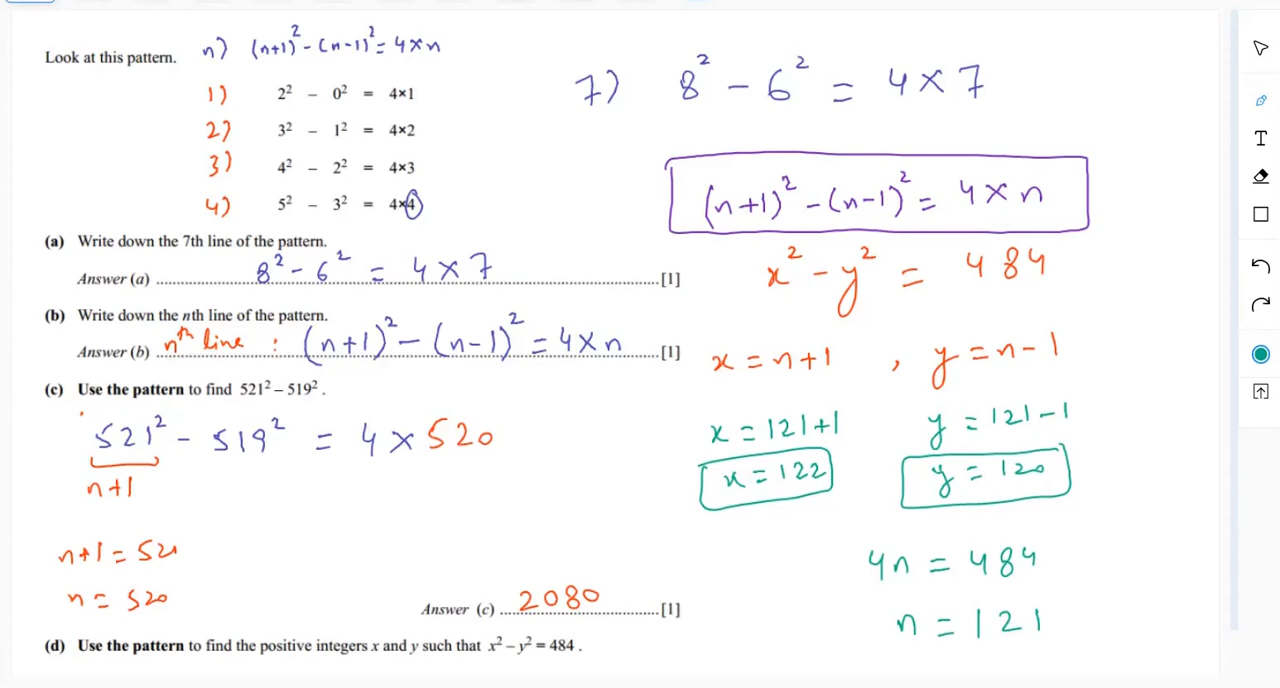 n) (n+1)² - (n-1)² = 4 × n
Look at this pattern.
1) 2² – 0² = 4×1
2) 3² – 1² = 4×2
3) 4² – 2² = 4×3
4) 5² – 3² = 4×4
(a) Write down the 7th line of the pattern.
Answer (a) 8² - 6² = 4 × 7 [1]
(b) Write down the nth line of the pattern.
Answer (b) nth line : (n+1)² - (n-1)² = 4 × n [1]
(c) Use the pattern to find 521² – 519² .
521² - 519² = 4 × 520
n+1
n+1 = 521
n = 520
Answer (c) 2080 [1]
(d) Use the pattern to find the positive integers x and y such that x² – y² = 484 .
7) 8² - 6² = 4 × 7
(n+1)² - (n-1)² = 4 × n
x² - y² = 484
x = n+1 , y = n-1
x = 121+1 y = 121-1
x = 122 y = 120
4n = 484
n = 121
T